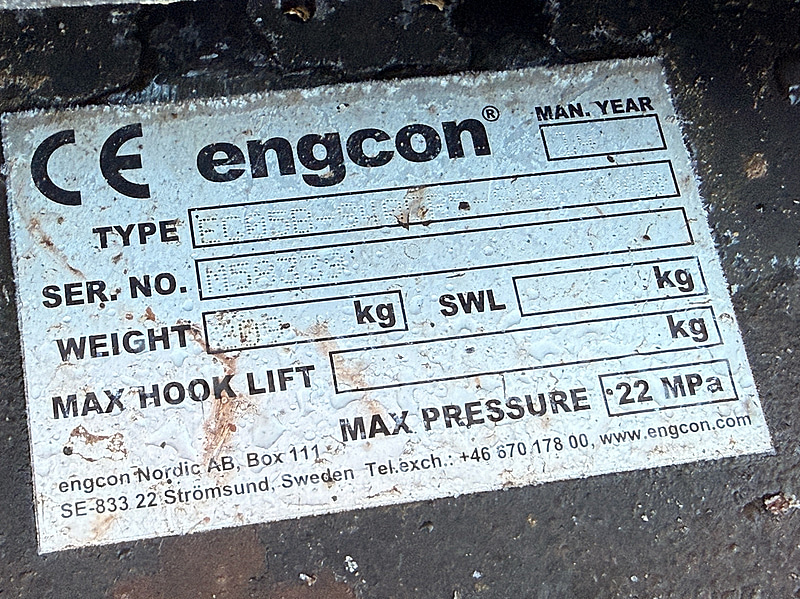 CE engcon® MAN. YEAR
TYPE
SER. NO.
WEIGHT kg SWL kg
MAX HOOK LIFT kg
MAX PRESSURE 22 MPa
engcon Nordic AB, Box 111
SE-833 22 Strömsund, Sweden Tel.exch.: +46 670 178 00, www.engcon.com